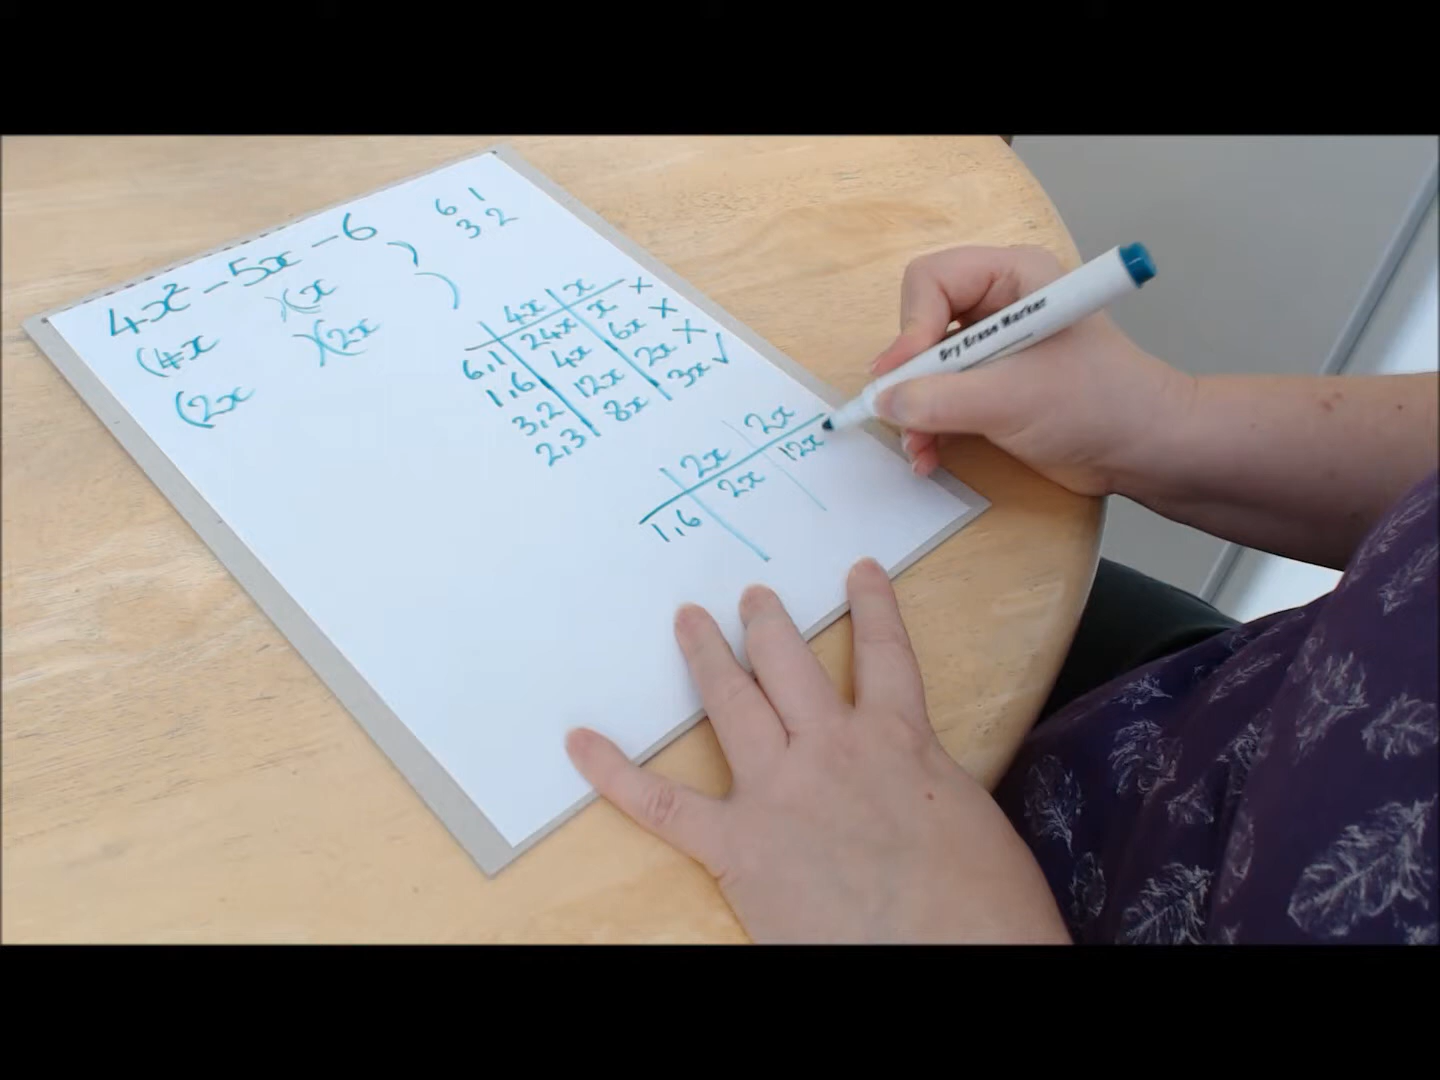 4x² - 5x - 6
6 1
3 2
(4x )(x )
(2x )(2x )
4x x
6,1 24x x ×
1,6 4x 6x ×
3,2 12x 2x ×
2,3 8x 3x ✓
2x 2x
1,6 2x 12x
Dry Erase Marker